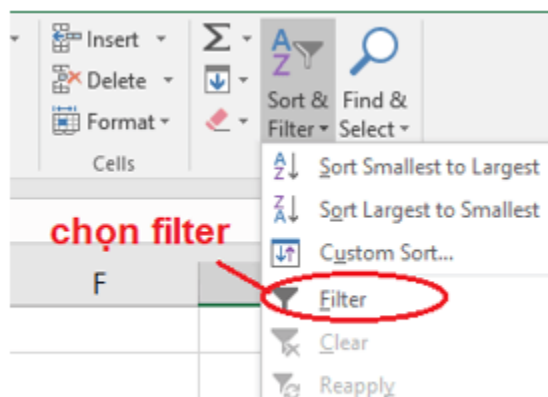 Insert
Delete
Format
Cells
Sort &
Filter
Find &
Select
Sort Smallest to Largest
Sort Largest to Smallest
Custom Sort...
chọn filter
F
Filter
Clear
Reapply